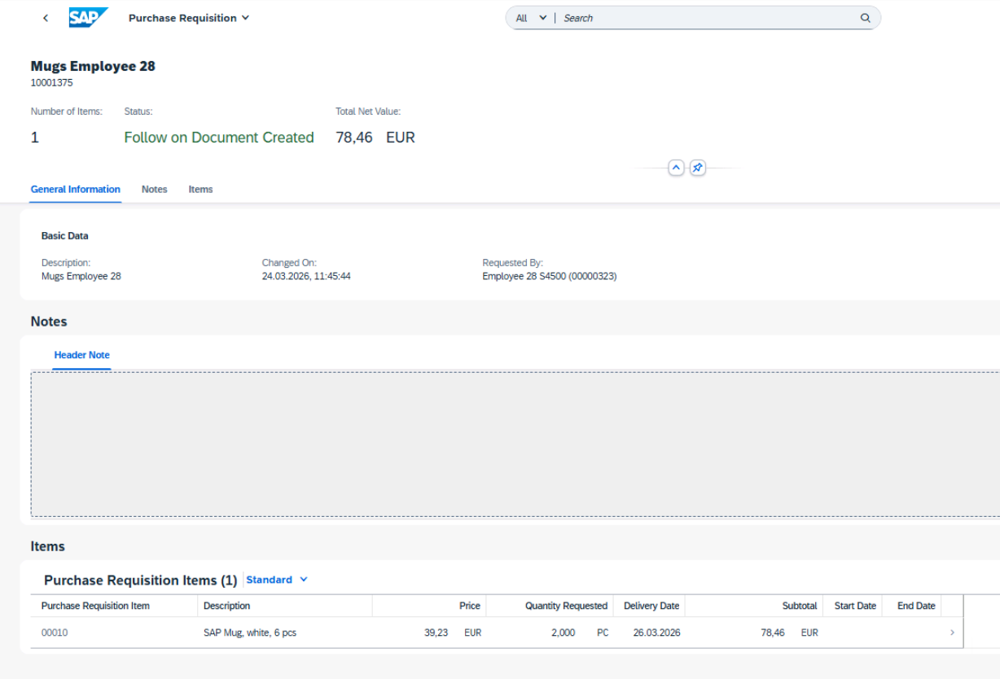 SAP Purchase Requisition All Search
Mugs Employee 28
10001375
Number of Items: Status: Total Net Value:
1 Follow on Document Created 78,46 EUR
General Information Notes Items
Basic Data
Description: Changed On: Requested By:
Mugs Employee 28 24.03.2026, 11:45:44 Employee 28 S4500 (00000323)
Notes
Header Note
Items
Purchase Requisition Items (1) Standard
Purchase Requisition Item Description Price Quantity Requested Delivery Date Subtotal Start Date End Date
00010 SAP Mug, white, 6 pcs 39,23 EUR 2,000 PC 26.03.2026 78,46 EUR